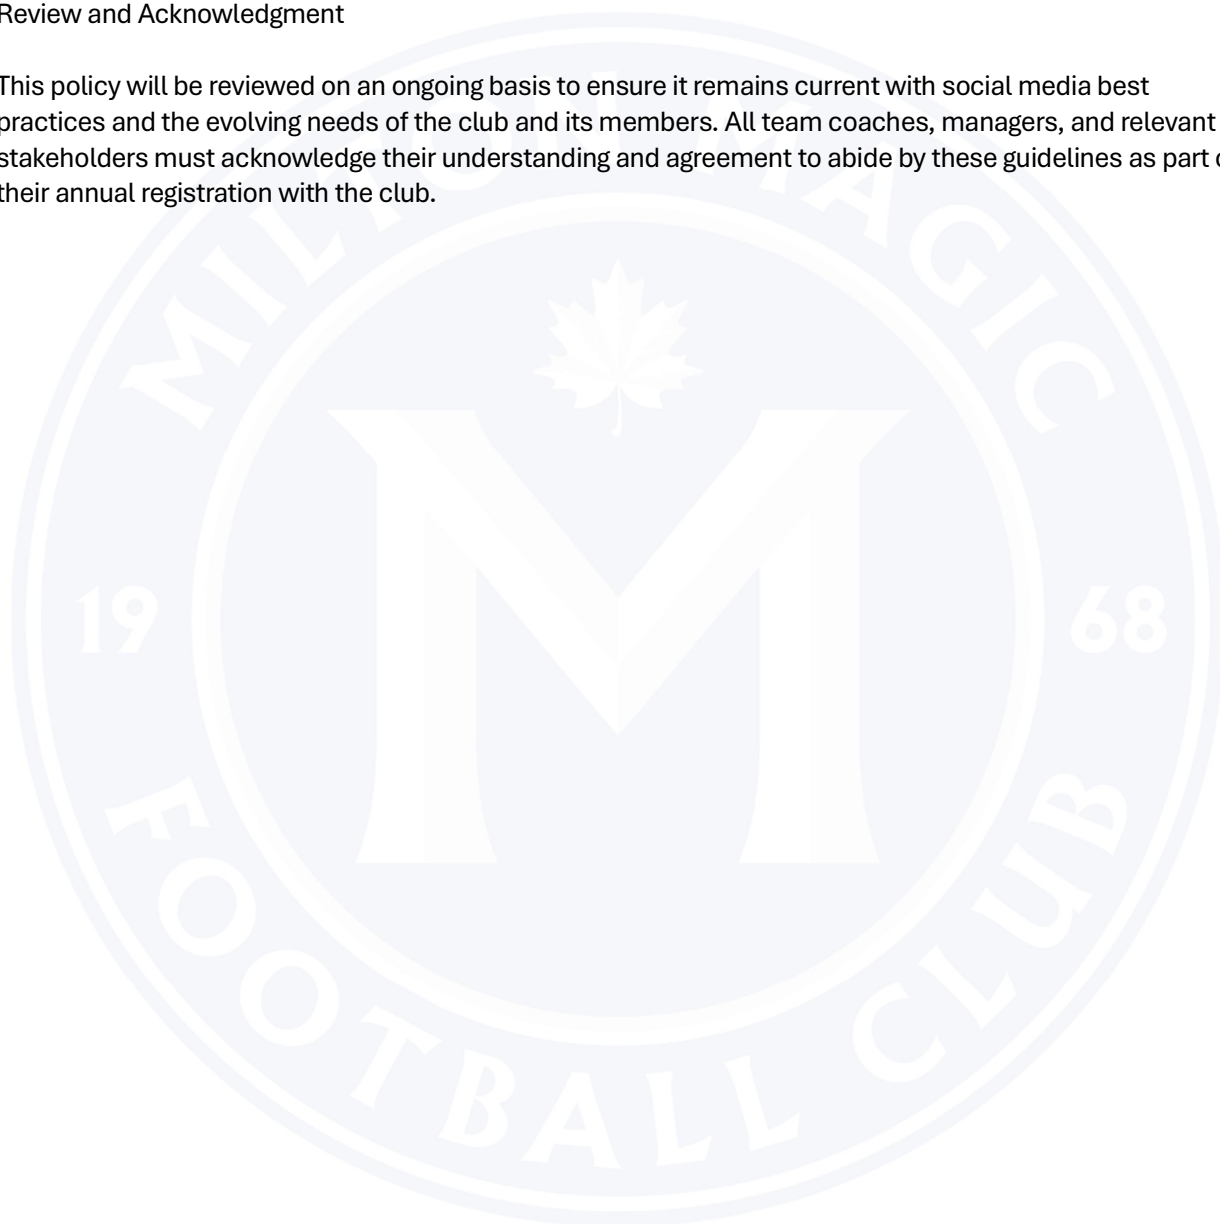 Review and Acknowledgment
This policy will be reviewed on an ongoing basis to ensure it remains current with social media best
practices and the evolving needs of the club and its members. All team coaches, managers, and relevant
stakeholders must acknowledge their understanding and agreement to abide by these guidelines as part
their annual registration with the club.
MILTON MAGIC
19 68
FOOTBALL CLUB